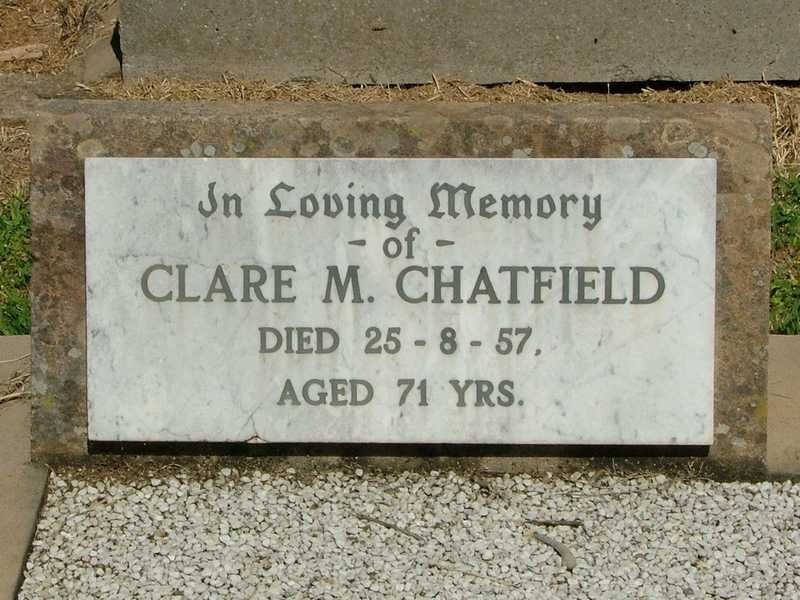 In Loving Memory
- of -
CLARE M. CHATFIELD
DIED 25 - 8 - 57,
AGED 71 YRS.